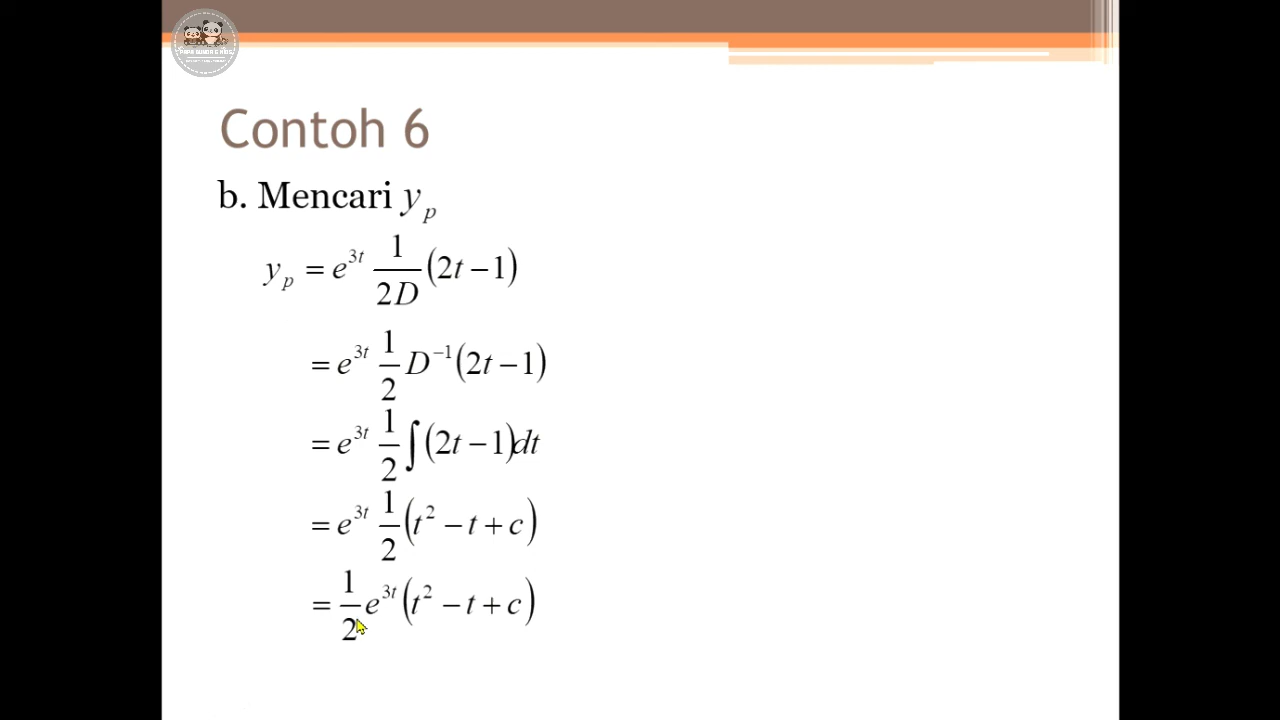 Contoh 6
b. Mencari y_p
y_p = e^{3t} \frac{1}{2D} (2t − 1)
= e^{3t} \frac{1}{2} D^{−1} (2t − 1)
= e^{3t} \frac{1}{2} ∫ (2t − 1) dt
= e^{3t} \frac{1}{2} (t^2 − t + c)
= \frac{1}{2} e^{3t} (t^2 − t + c)